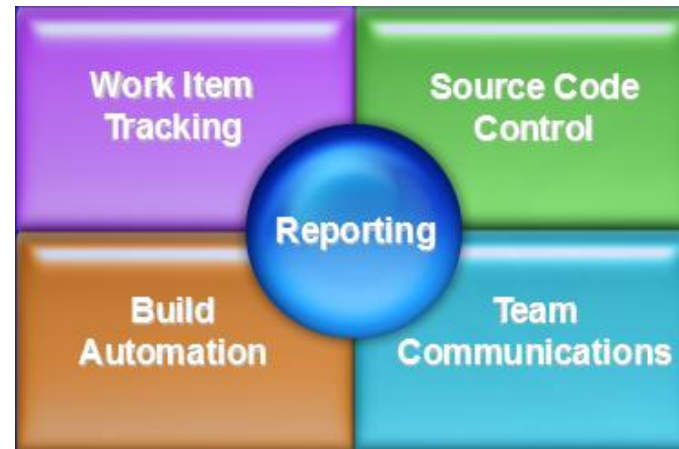 Work Item
Tracking
Source Code
Control
Reporting
Build
Automation
Team
Communications